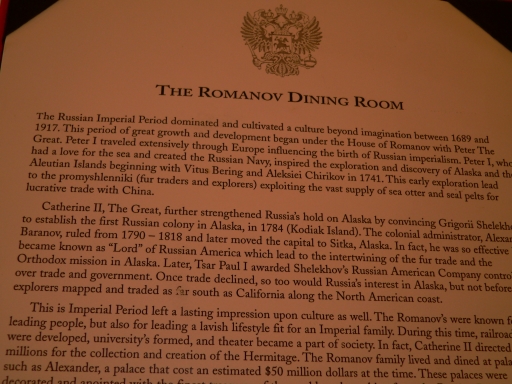 THE ROMANOV DINING ROOM
The Russian Imperial Period dominated and cultivated a culture beyond imagination between 1689 and
1917. This period of great growth and development began under the House of Romanov with Peter The
Great. Peter I traveled extensively through Europe influencing the birth of Russian imperialism. Peter I, who
had a love for the sea and created the Russian Navy, inspired the exploration and discovery of Alaska and the
Aleutian Islands beginning with Vitus Bering and Aleksiei Chirikov in 1741. This early exploration lead
to the promyshlenniki (fur traders and explorers) exploiting the vast supply of sea otter and seal pelts for
lucrative trade with China.
Catherine II, The Great, further strengthened Russia's hold on Alaska by convincing Grigorii Shelekho
to establish the first Russian colony in Alaska, in 1784 (Kodiak Island). The colonial administrator, Alexan
Baranov, ruled from 1790 – 1818 and later moved the capital to Sitka, Alaska. In fact, he was so effective
became known as "Lord" of Russian America which lead to the intertwining of the fur trade and the
Orthodox mission in Alaska. Later, Tsar Paul I awarded Shelekhov's Russian American Company contro
over trade and government. Once trade declined, so too would Russia's interest in Alaska, but not before
explorers mapped and traded as far south as California along the North American coast.
This is Imperial Period left a lasting impression upon culture as well. The Romanov's were known f
leading people, but also for leading a lavish lifestyle fit for an Imperial family. During this time, railroad
were developed, university's formed, and theater became a part of society. In fact, Catherine II directed
millions for the collection and creation of the Hermitage. The Romanov family lived and dined at pala
such as Alexander, a palace that cost an estimated $50 million dollars at the time. These palaces were
decorated and anointed with the finest